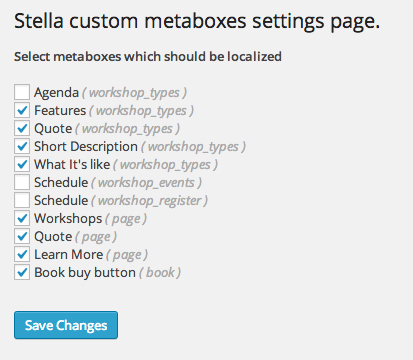 Stella custom metaboxes settings page.
Select metaboxes which should be localized
Agenda ( workshop_types )
Features ( workshop_types )
Quote ( workshop_types )
Short Description ( workshop_types )
What It's like ( workshop_types )
Schedule ( workshop_events )
Schedule ( workshop_register )
Workshops ( page )
Quote ( page )
Learn More ( page )
Book buy button ( book )
Save Changes